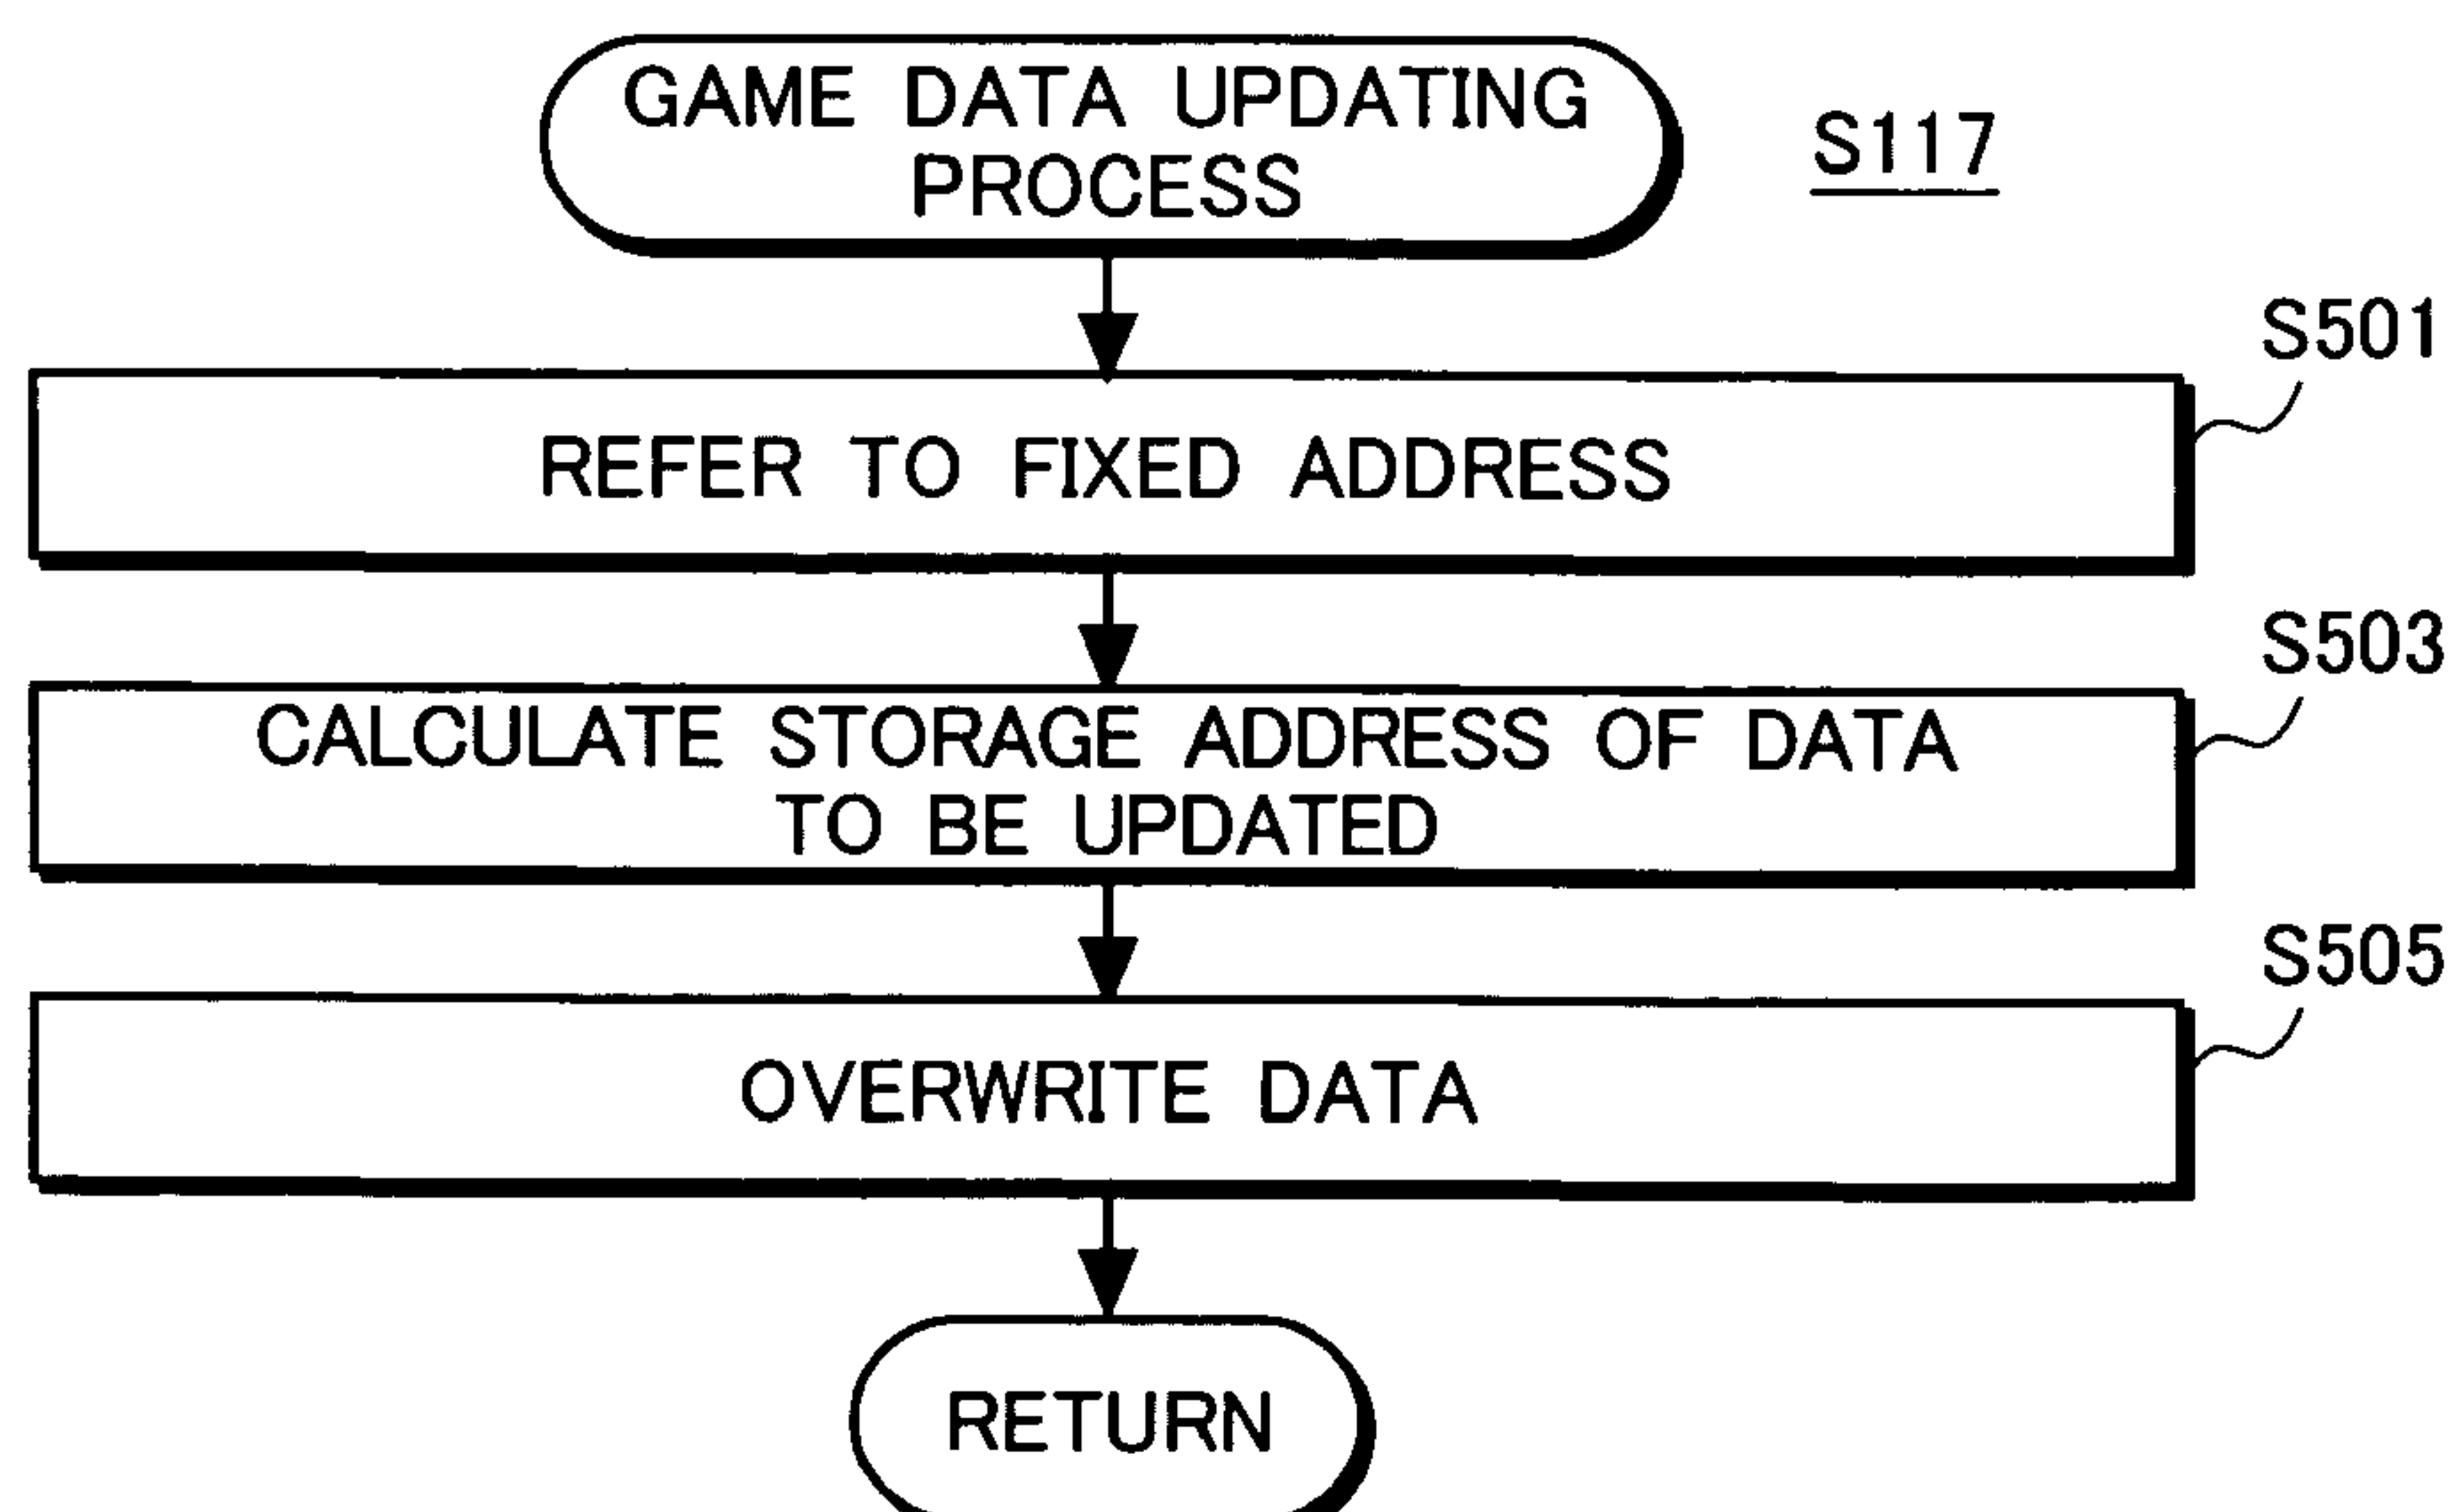 GAME DATA UPDATING
PROCESS
S117
S501
REFER TO FIXED ADDRESS
S503
CALCULATE STORAGE ADDRESS OF DATA
TO BE UPDATED
S505
OVERWRITE DATA
RETURN